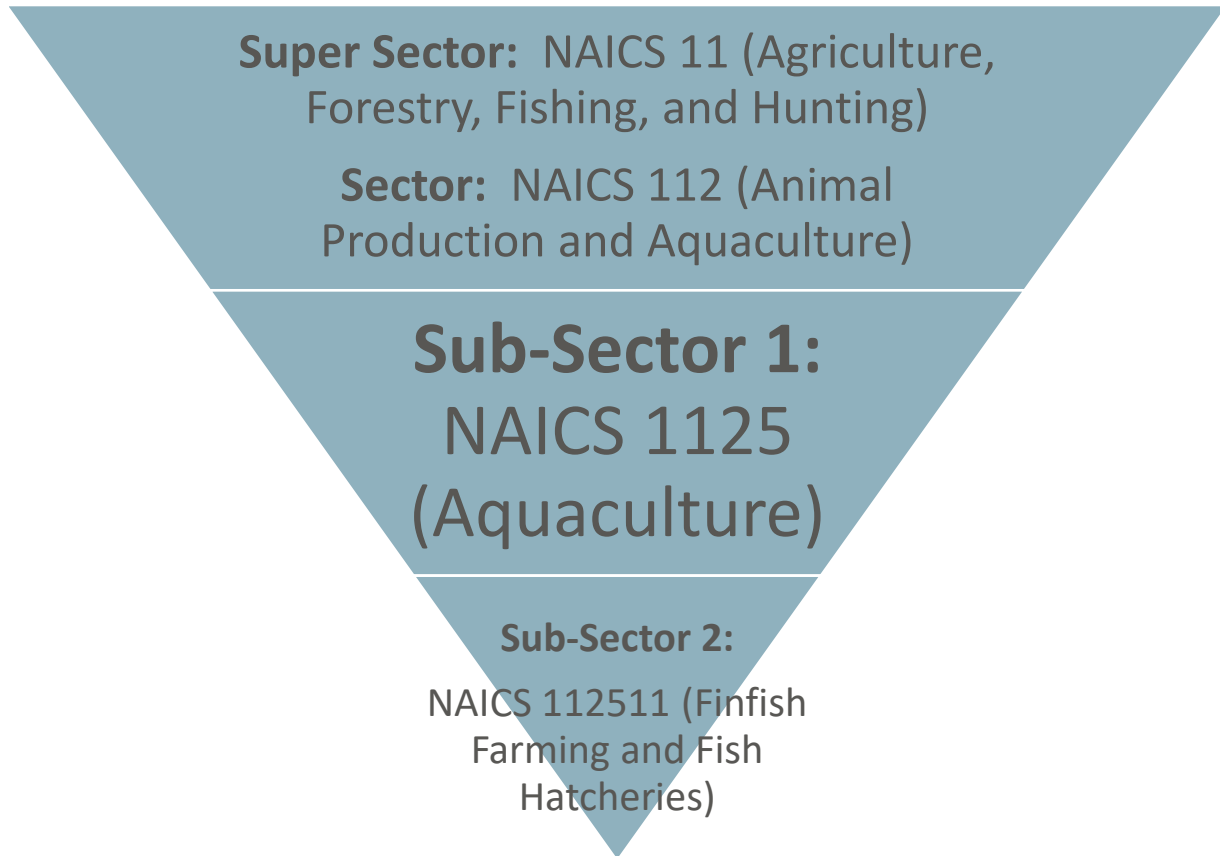 Super Sector: NAICS 11 (Agriculture,
Forestry, Fishing, and Hunting)
Sector: NAICS 112 (Animal
Production and Aquaculture)
Sub-Sector 1:
NAICS 1125
(Aquaculture)
Sub-Sector 2:
NAICS 112511 (Finfish
Farming and Fish
Hatcheries)